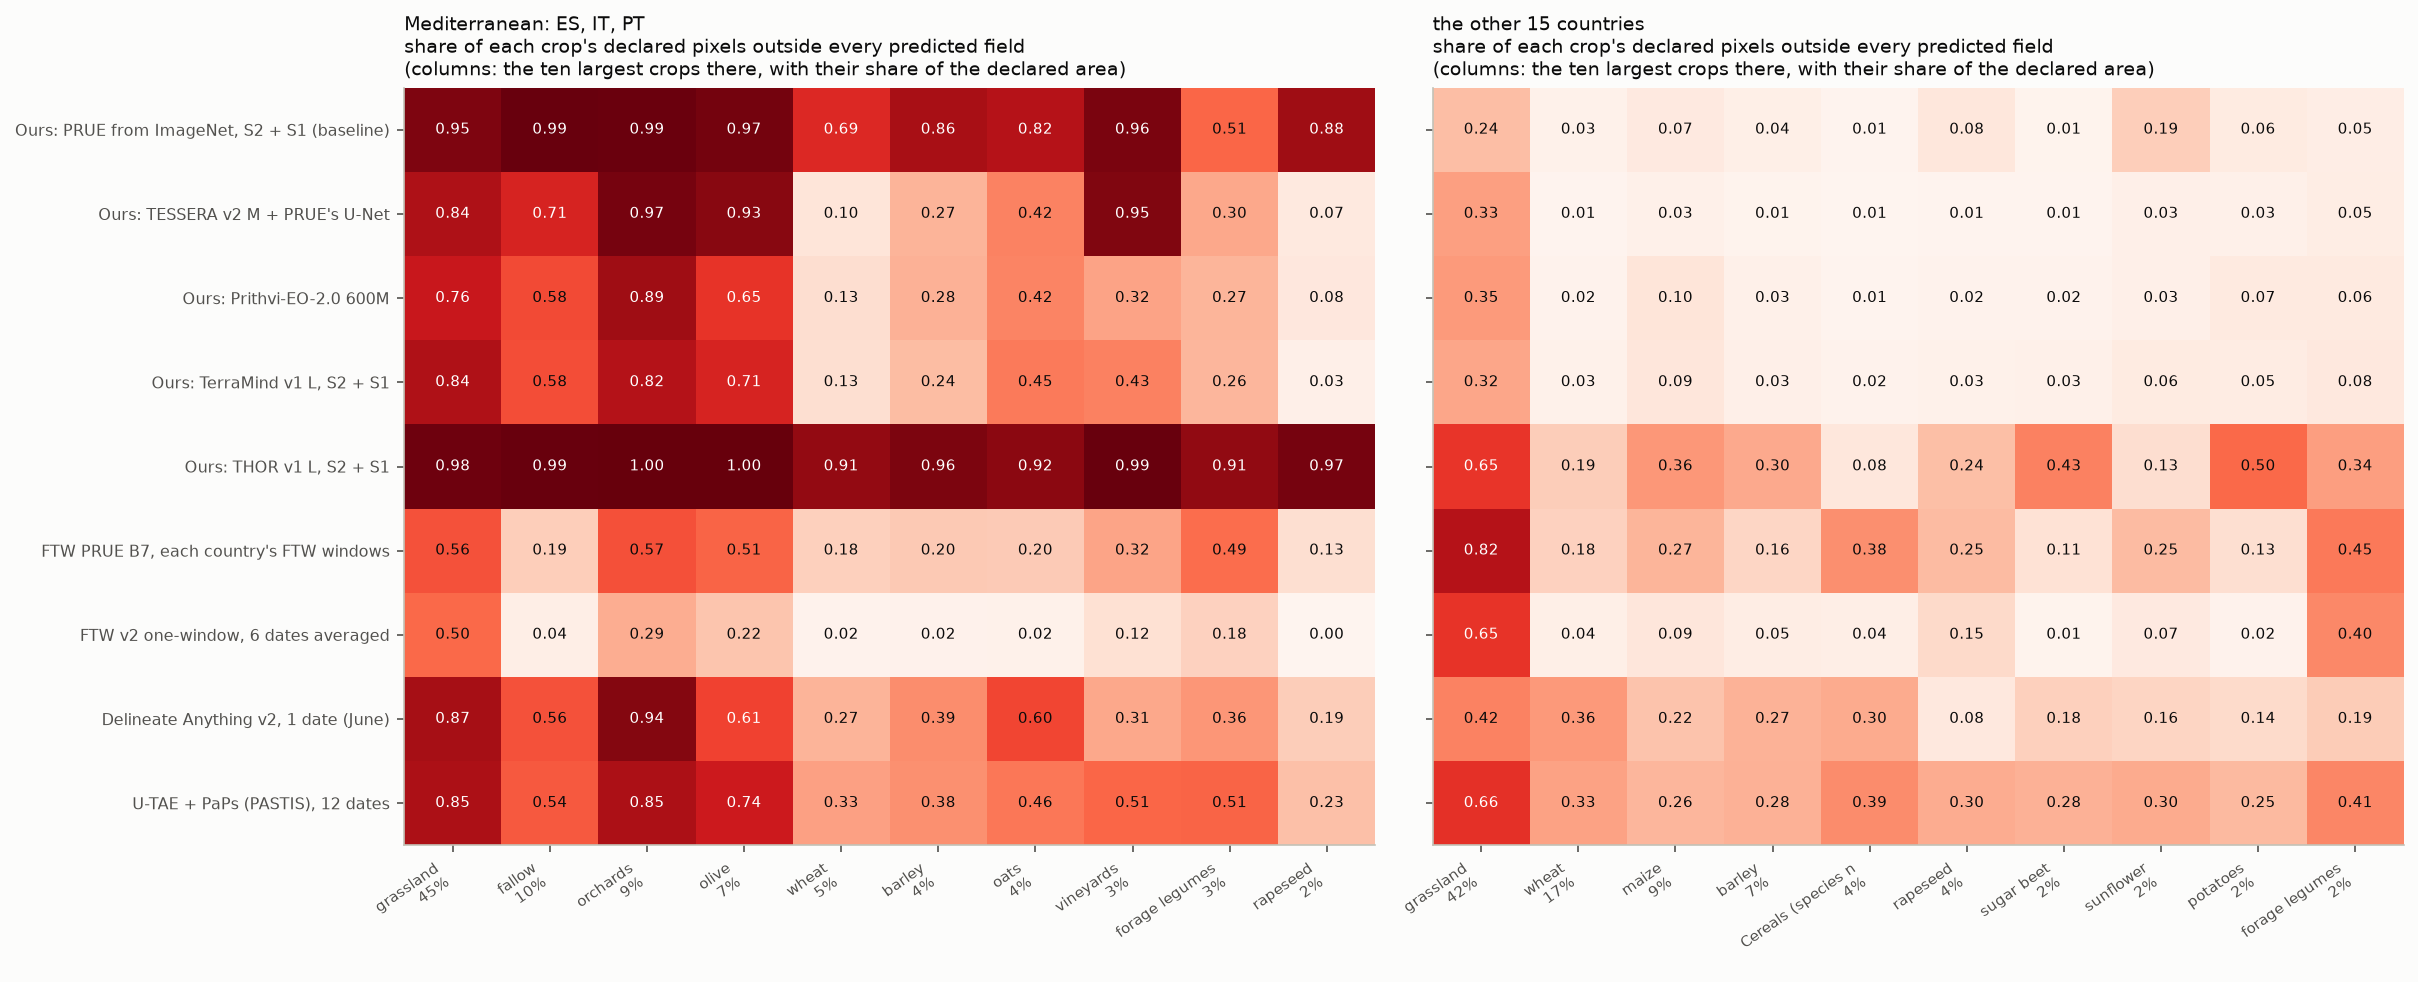 Mediterranean: ES, IT, PT
share of each crop's declared pixels outside every predicted field
(columns: the ten largest crops there, with their share of the declared area)
Ours: PRUE from ImageNet, S2 + S1 (baseline) 0.95 0.99 0.99 0.97 0.69 0.86 0.82 0.96 0.51 0.88
Ours: TESSERA v2 M + PRUE's U-Net 0.84 0.71 0.97 0.93 0.10 0.27 0.42 0.95 0.30 0.07
Ours: Prithvi-EO-2.0 600M 0.76 0.58 0.89 0.65 0.13 0.28 0.42 0.32 0.27 0.08
Ours: TerraMind v1 L, S2 + S1 0.84 0.58 0.82 0.71 0.13 0.24 0.45 0.43 0.26 0.03
Ours: THOR v1 L, S2 + S1 0.98 0.99 1.00 1.00 0.91 0.96 0.92 0.99 0.91 0.97
FTW PRUE B7, each country's FTW windows 0.56 0.19 0.57 0.51 0.18 0.20 0.20 0.32 0.49 0.13
FTW v2 one-window, 6 dates averaged 0.50 0.04 0.29 0.22 0.02 0.02 0.02 0.12 0.18 0.00
Delineate Anything v2, 1 date (June) 0.87 0.56 0.94 0.61 0.27 0.39 0.60 0.31 0.36 0.19
U-TAE + PaPs (PASTIS), 12 dates 0.85 0.54 0.85 0.74 0.33 0.38 0.46 0.51 0.51 0.23
grassland
45%
fallow
10%
orchards
9%
olive
7%
wheat
5%
barley
4%
oats
4%
vineyards
3%
forage legumes
3%
rapeseed
2%
the other 15 countries
share of each crop's declared pixels outside every predicted field
(columns: the ten largest crops there, with their share of the declared area)
0.24 0.03 0.07 0.04 0.01 0.08 0.01 0.19 0.06 0.05
0.33 0.01 0.03 0.01 0.01 0.01 0.01 0.03 0.03 0.05
0.35 0.02 0.10 0.03 0.01 0.02 0.02 0.03 0.07 0.06
0.32 0.03 0.09 0.03 0.02 0.03 0.03 0.06 0.05 0.08
0.65 0.19 0.36 0.30 0.08 0.24 0.43 0.13 0.50 0.34
0.82 0.18 0.27 0.16 0.38 0.25 0.11 0.25 0.13 0.45
0.65 0.04 0.09 0.05 0.04 0.15 0.01 0.07 0.02 0.40
0.42 0.36 0.22 0.27 0.30 0.08 0.18 0.16 0.14 0.19
0.66 0.33 0.26 0.28 0.39 0.30 0.28 0.30 0.25 0.41
grassland
42%
wheat
17%
maize
9%
barley
7%
Cereals (species n
4%
rapeseed
4%
sugar beet
2%
sunflower
2%
potatoes
2%
forage legumes
2%